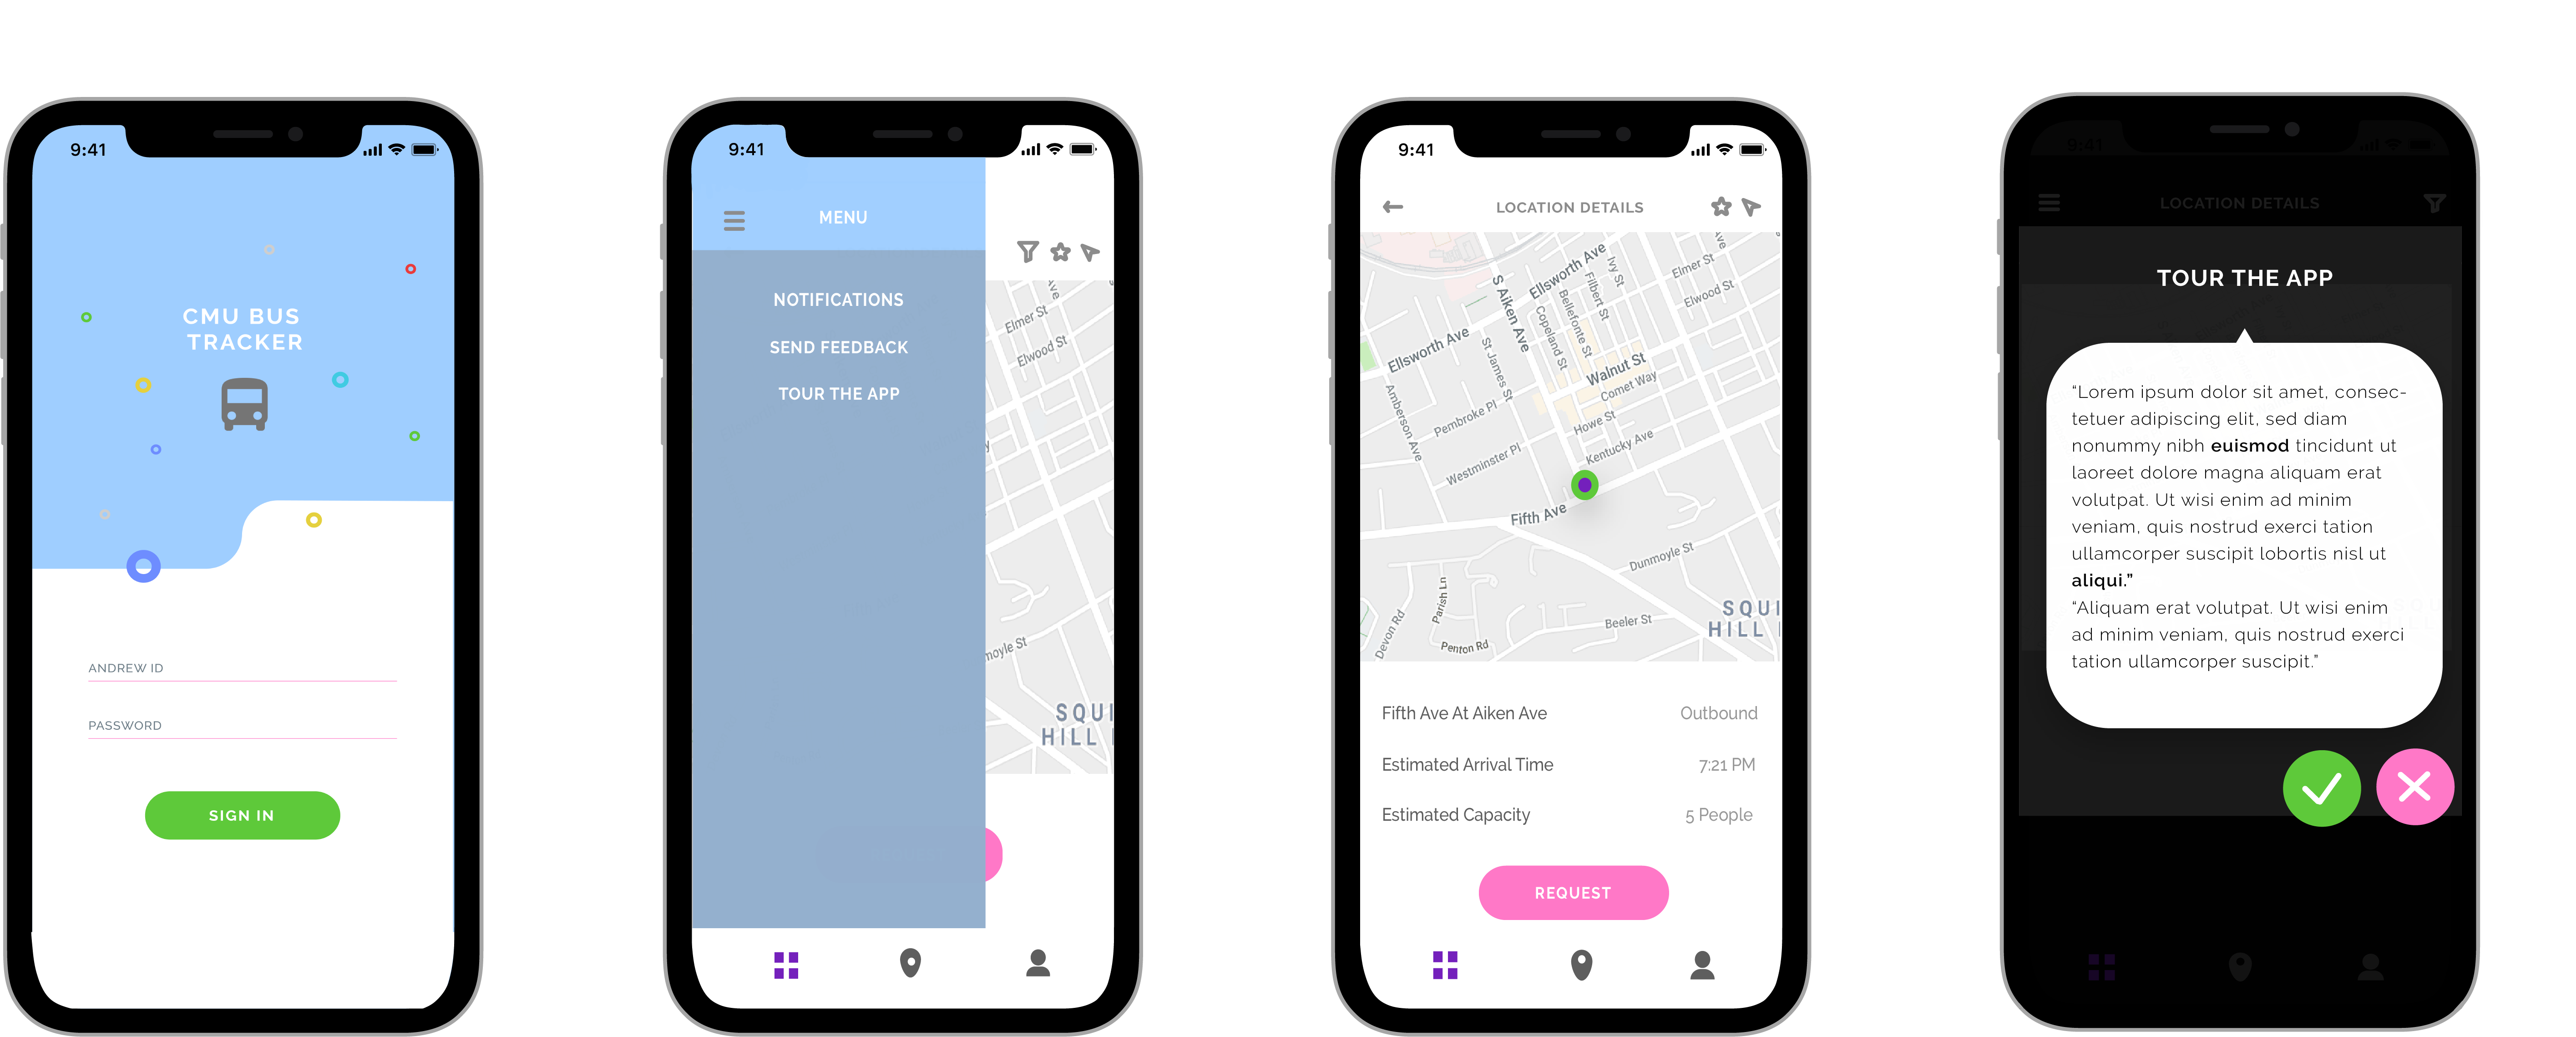 9:41
CMU BUS
TRACKER
ANDREW ID
PASSWORD
SIGN IN
9:41
MENU
NOTIFICATIONS
SEND FEEDBACK
TOUR THE APP
Ave
Elmer St
Elwood St
moyle St
SQUI
HILL
9:41
LOCATION DETAILS
Ellsworth Ave
Ivy St
Ave
Elmer St
Elwood St
S Aiken Ave
Filbert St
Bellefonte St
Copeland St
Ellsworth Ave
St James St
Walnut St
Comet Way
Amberson Ave
Pembroke Pl
Howe St
Kentucky Ave
Westminster Pl
Fifth Ave
Dunmoyle St
Parish Ln
Devon Rd
Penton Rd
Beeler St
SQUI
HILL
Fifth Ave At Aiken Ave Outbound
Estimated Arrival Time 7:21 PM
Estimated Capacity 5 People
REQUEST
9:41
LOCATION DETAILS
TOUR THE APP
“Lorem ipsum dolor sit amet, consec-
tetuer adipiscing elit, sed diam
nonummy nibh euismod tincidunt ut
laoreet dolore magna aliquam erat
volutpat. Ut wisi enim ad minim
veniam, quis nostrud exerci tation
ullamcorper suscipit lobortis nisl ut
aliqui.”
“Aliquam erat volutpat. Ut wisi enim
ad minim veniam, quis nostrud exerci
tation ullamcorper suscipit.”